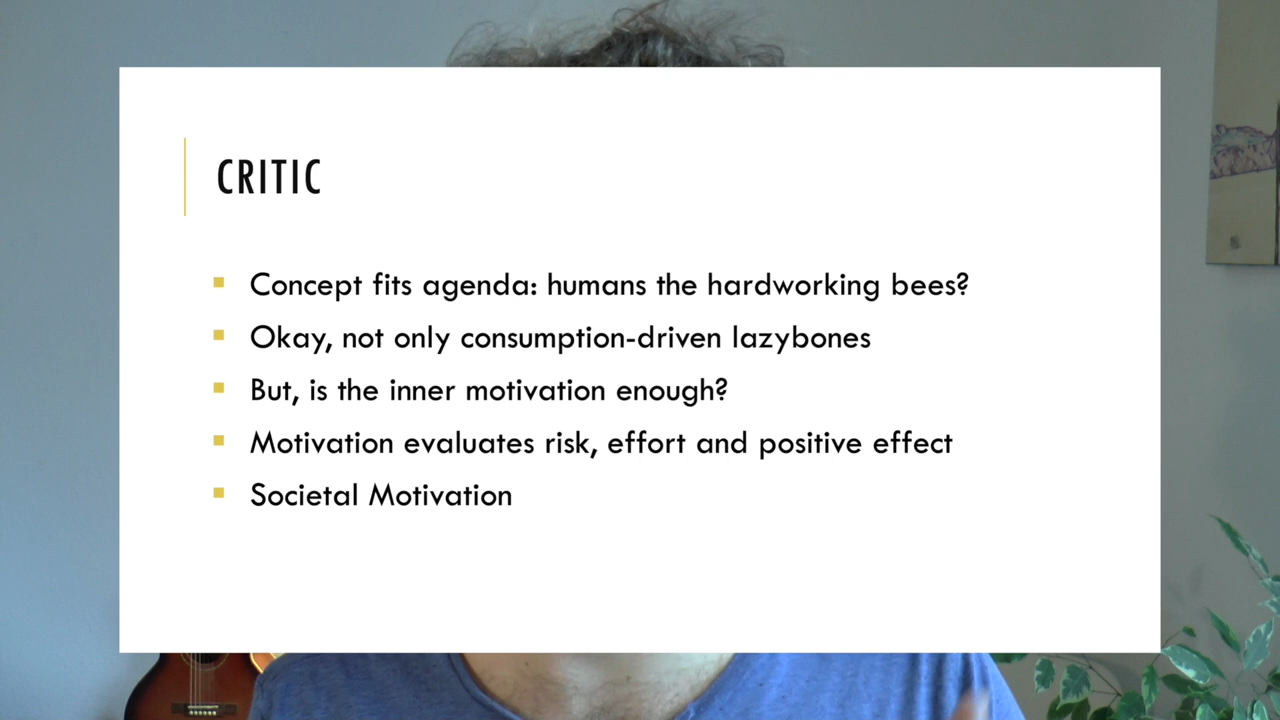 CRITIC
Concept fits agenda: humans the hardworking bees?
Okay, not only consumption-driven lazybones
But, is the inner motivation enough?
Motivation evaluates risk, effort and positive effect
Societal Motivation